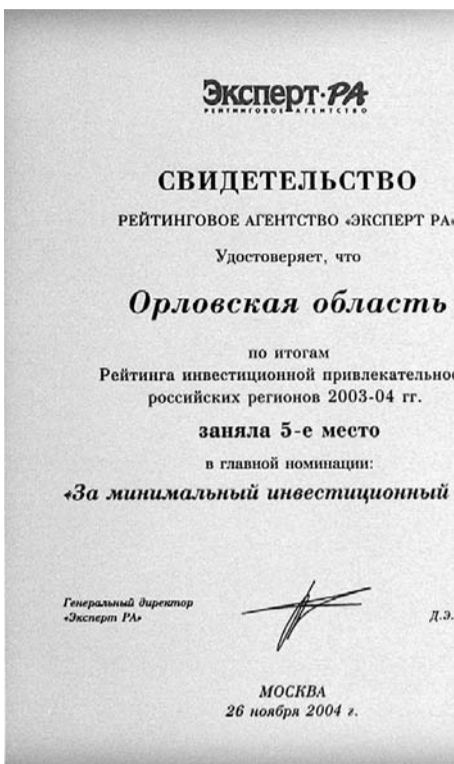 Эксперт·РА
РЕЙТИНГОВОЕ АГЕНТСТВО
СВИДЕТЕЛЬСТВО
РЕЙТИНГОВОЕ АГЕНТСТВО «ЭКСПЕРТ РА»
Удостоверяет, что
Орловская область
по итогам
Рейтинга инвестиционной привлекательнос
российских регионов 2003-04 гг.
заняла 5-е место
в главной номинации:
«За минимальный инвестиционный
Генеральный директор
«Эксперт РА»
Д.Э.
МОСКВА
26 ноября 2004 г.